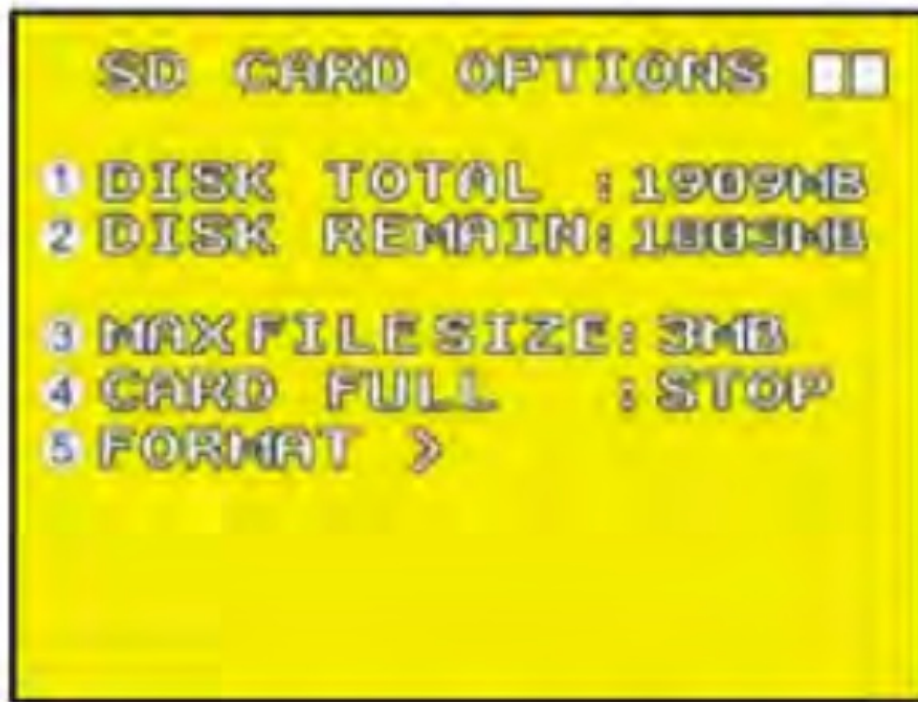 SD CARD OPTIONS
1 DISK TOTAL :1909MB
2 DISK REMAIN:
3 MAX FILE SIZE: 3MB
4 CARD FULL :STOP
5 FORMAT >